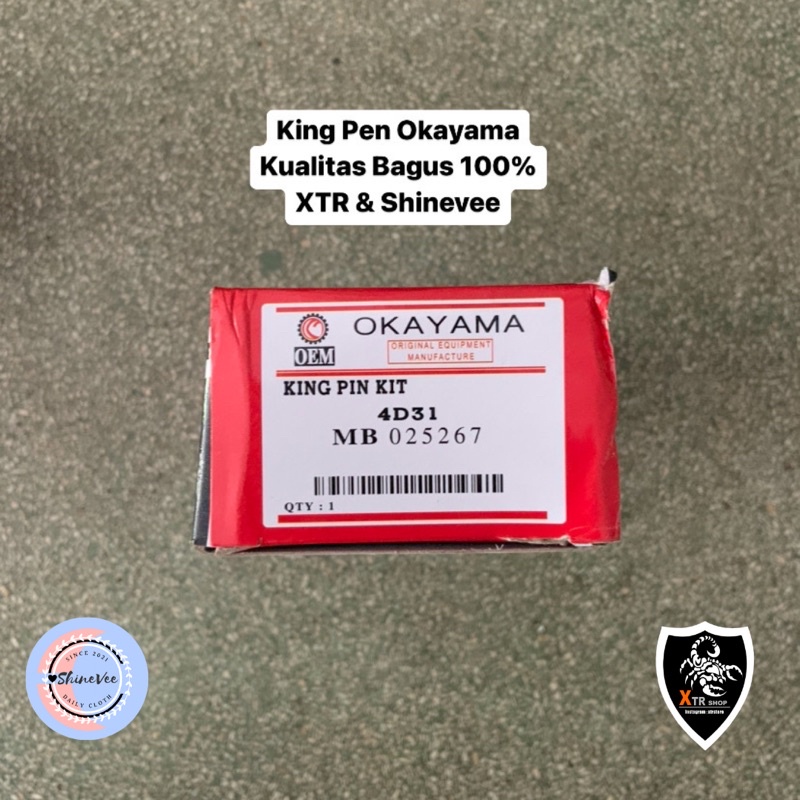 King Pen Okayama
Kualitas Bagus 100%
XTR & Shinevee
OKAYAMA
OEM
ORIGINAL EQUIPMENT
MANUFACTURE
KING PIN KIT
4D31
MB 025267
QTY : 1
SINCE 2021
ShineVee
DAILY CLOTH
XTR SHOP